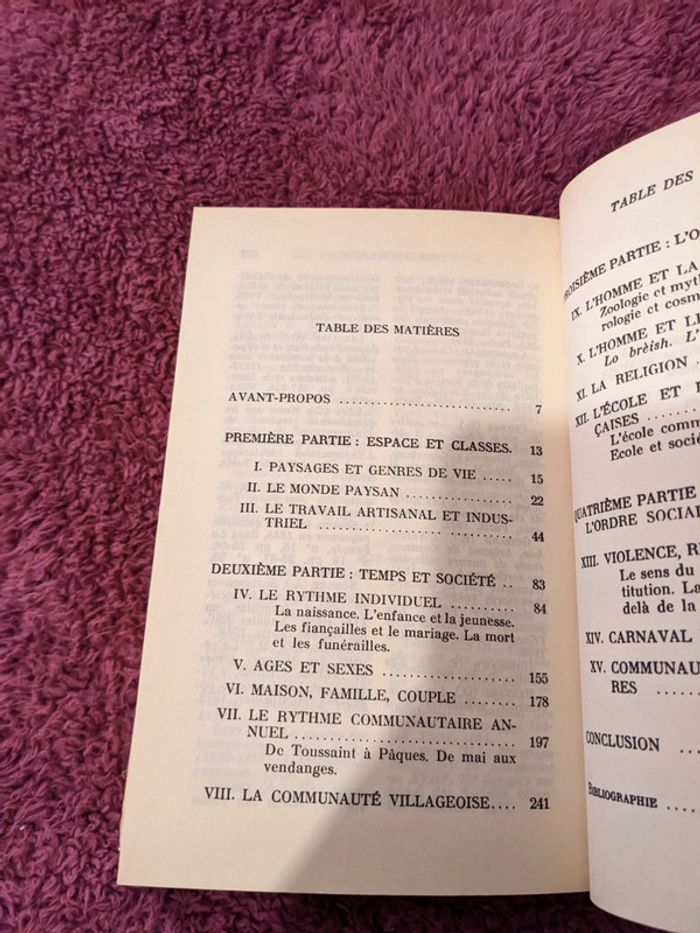 TABLE DES MATIÈRES
AVANT-PROPOS .......................... 7
PREMIÈRE PARTIE : ESPACE ET CLASSES. 13
I. PAYSAGES ET GENRES DE VIE ..... 15
II. LE MONDE PAYSAN ................ 22
III. LE TRAVAIL ARTISANAL ET INDUS-
TRIEL .......................... 44
DEUXIÈME PARTIE : TEMPS ET SOCIÉTÉ .. 83
IV. LE RYTHME INDIVIDUEL .......... 84
La naissance. L'enfance et la jeunesse.
Les fiançailles et le mariage. La mort
et les funérailles.
V. AGES ET SEXES .................. 155
VI. MAISON, FAMILLE, COUPLE ....... 178
VII. LE RYTHME COMMUNAUTAIRE AN-
NUEL .......................... 197
De Toussaint à Pâques. De mai aux
vendanges.
VIII. LA COMMUNAUTÉ VILLAGEOISE.... 241
TABLE DES
TROISIÈME PARTIE : L'O
IX. L'HOMME ET LA
Zoologie et myth
rologie et cosm
X. L'HOMME ET LE
Lo brèish. L'
XI. LA RELIGION
XII. L'ÉCOLE ET
ÇAISES .......
L'école comm
Ecole et socié
QUATRIÈME PARTIE
L'ORDRE SOCIAL
XIII. VIOLENCE, R
Le sens du
titution. La
delà de la
XIV. CARNAVAL
XV. COMMUNAU
RES ....
CONCLUSION ....
BIBLIOGRAPHIE ....